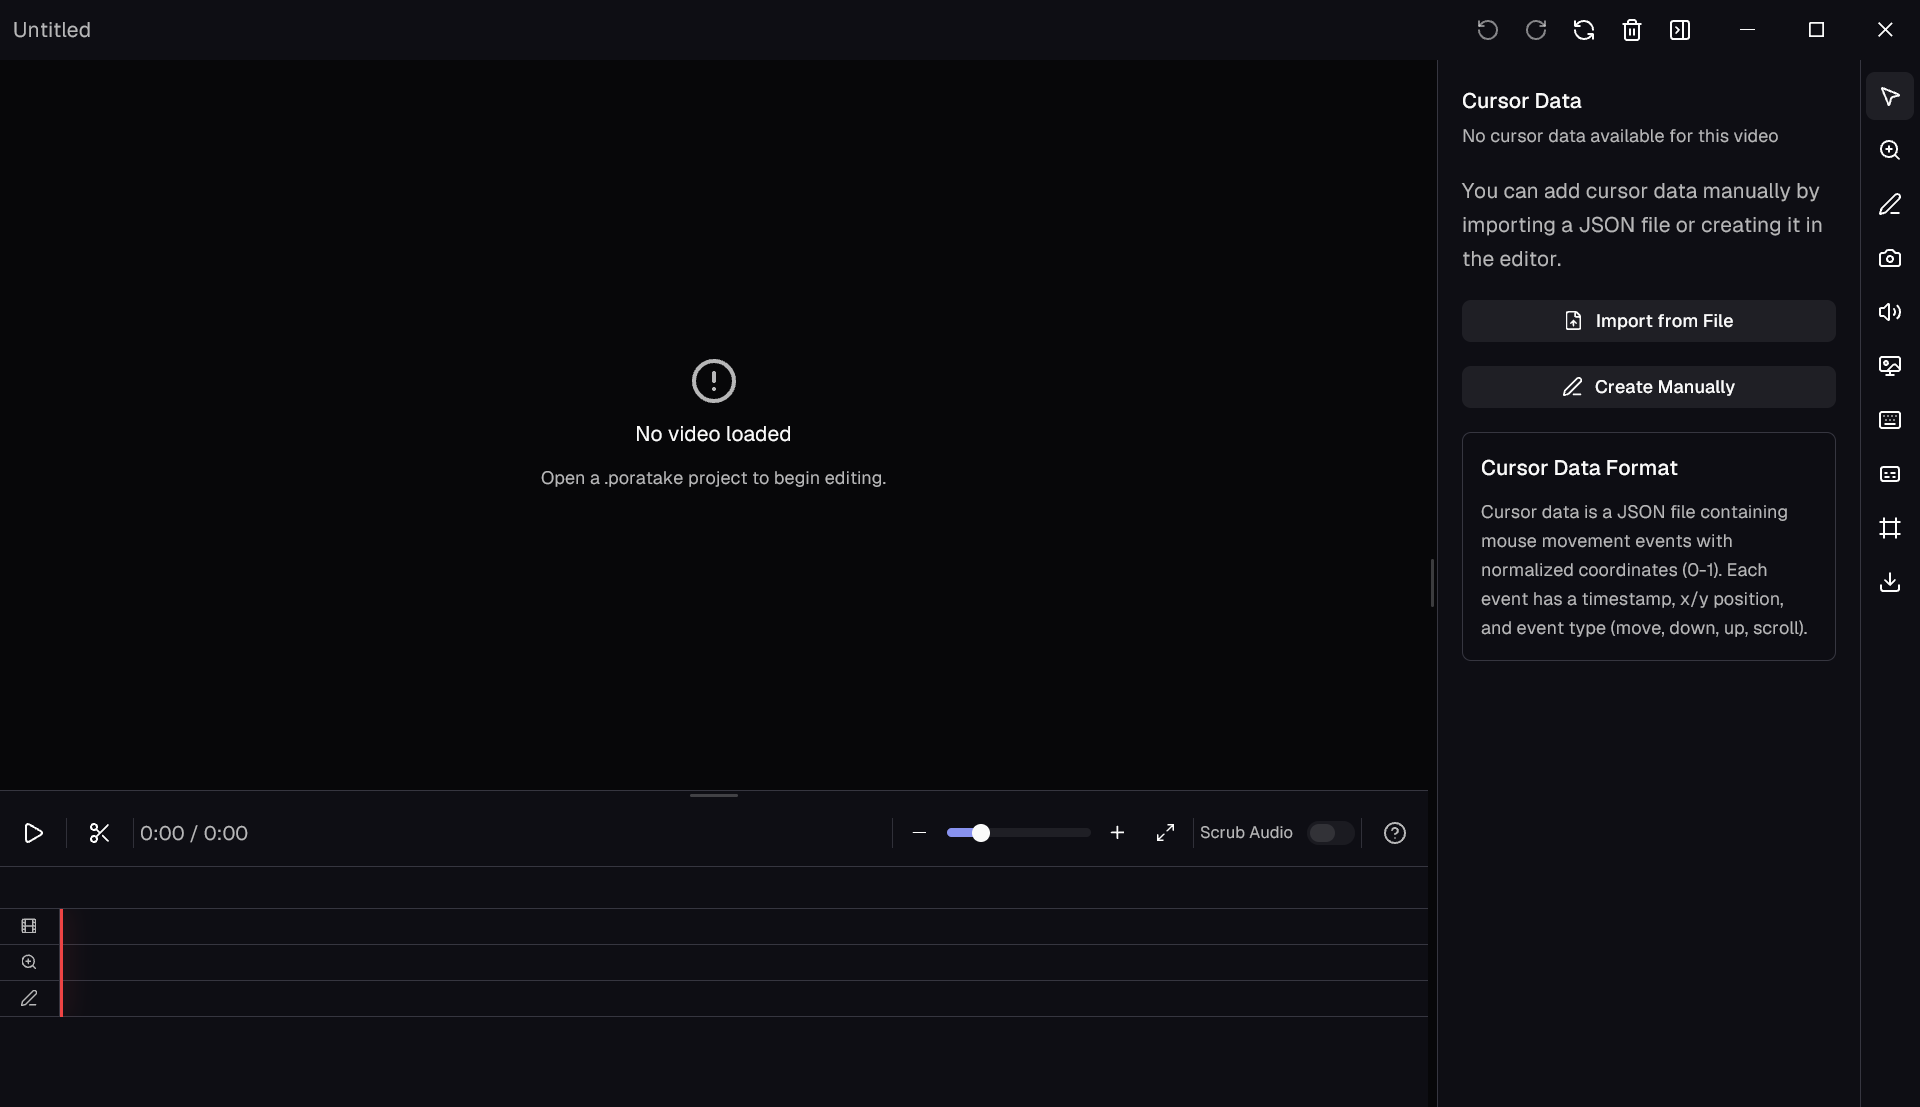 Untitled
Cursor Data
No cursor data available for this video
You can add cursor data manually by
importing a JSON file or creating it in
the editor.
Import from File
Create Manually
Cursor Data Format
Cursor data is a JSON file containing
mouse movement events with
normalized coordinates (0-1). Each
event has a timestamp, x/y position,
and event type (move, down, up, scroll).
No video loaded
Open a .poratake project to begin editing.
0:00 / 0:00
Scrub Audio